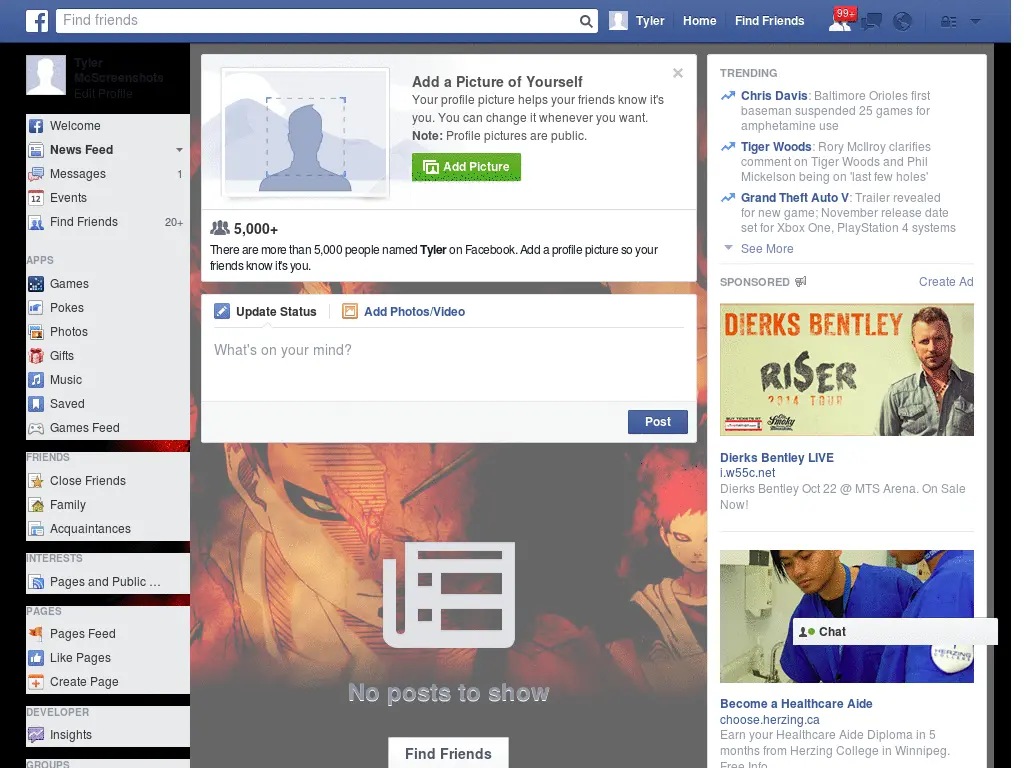 Find friends
Tyler
Home
Find Friends
99+
Tyler
McScreenshots
Edit Profile
Welcome
News Feed
Messages 1
12 Events
Find Friends 20+
APPS
Games
Pokes
Photos
Gifts
Music
Saved
Games Feed
FRIENDS
Close Friends
Family
Acquaintances
INTERESTS
Pages and Public ...
PAGES
Pages Feed
Like Pages
Create Page
DEVELOPER
Insights
GROUPS
Add a Picture of Yourself
Your profile picture helps your friends know it's
you. You can change it whenever you want.
Note: Profile pictures are public.
Add Picture
5,000+
There are more than 5,000 people named Tyler on Facebook. Add a profile picture so your
friends know it's you.
Update Status
Add Photos/Video
What's on your mind?
Post
No posts to show
Find Friends
TRENDING
Chris Davis: Baltimore Orioles first
baseman suspended 25 games for
amphetamine use
Tiger Woods: Rory McIlroy clarifies
comment on Tiger Woods and Phil
Mickelson being on 'last few holes'
Grand Theft Auto V: Trailer revealed
for new game; November release date
set for Xbox One, PlayStation 4 systems
See More
SPONSORED
Create Ad
DIERKS BENTLEY
RISER
2014 TOUR
Dierks Bentley LIVE
i.w55c.net
Dierks Bentley Oct 22 @ MTS Arena. On Sale
Now!
Chat
HERZING
COLLEGE
Become a Healthcare Aide
choose.herzing.ca
Earn your Healthcare Aide Diploma in 5
months from Herzing College in Winnipeg.
Free Info